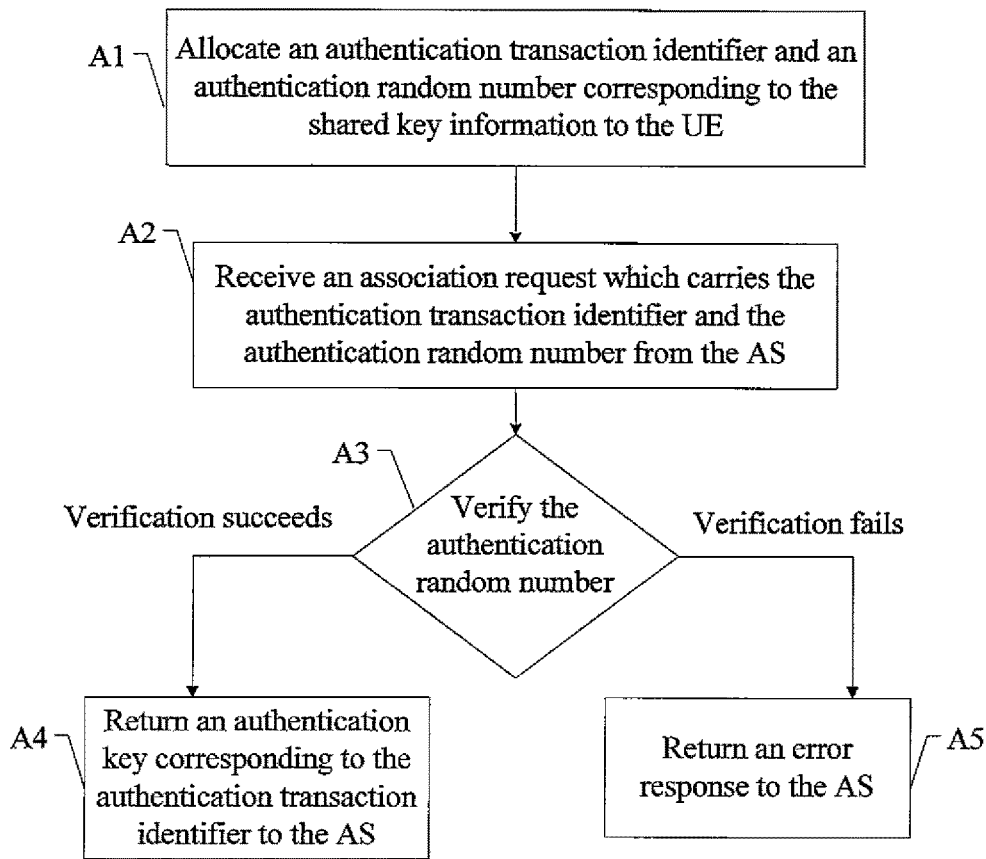 A1
Allocate an authentication transaction identifier and an
authentication random number corresponding to the
shared key information to the UE
A2
Receive an association request which carries the
authentication transaction identifier and the
authentication random number from the AS
A3
Verify the
authentication
random number
Verification succeeds
Verification fails
A4
Return an authentication
key corresponding to the
authentication transaction
identifier to the AS
Return an error
response to the AS
A5